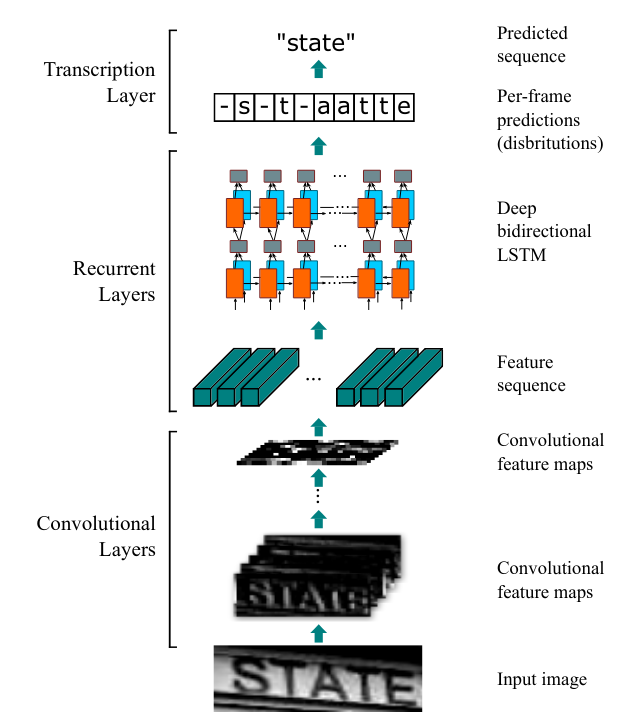 "state"
Predicted
sequence
Transcription
Layer
-s-t-aatte
Per-frame
predictions
(disbritutions)
...
...
Deep
bidirectional
LSTM
Recurrent
Layers
...
Feature
sequence
Convolutional
feature maps
Convolutional
Layers
STATE
Convolutional
feature maps
STATE
Input image